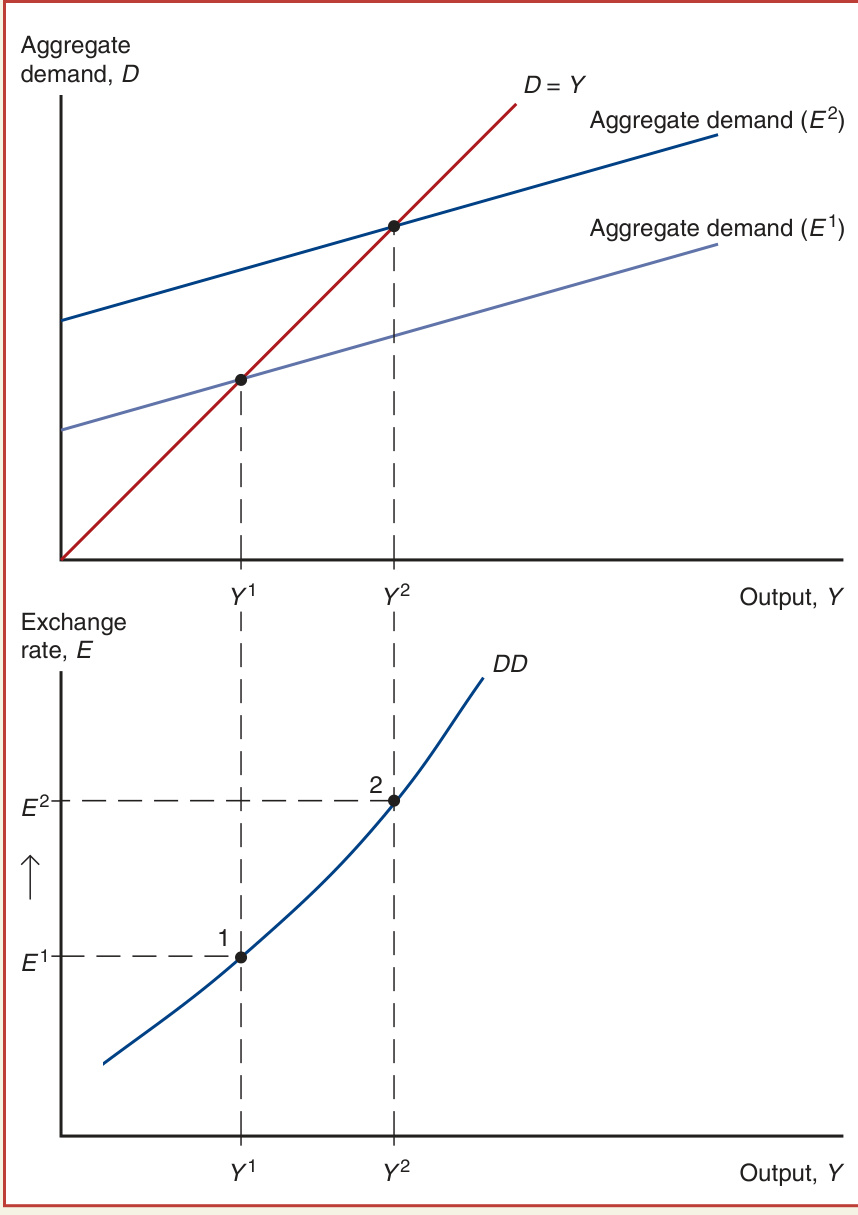 Aggregate
demand, D
D = Y
Aggregate demand (E²)
Aggregate demand (E¹)
Y¹
Y²
Output, Y
Exchange
rate, E
DD
2
E²
1
E¹
Y¹
Y²
Output, Y